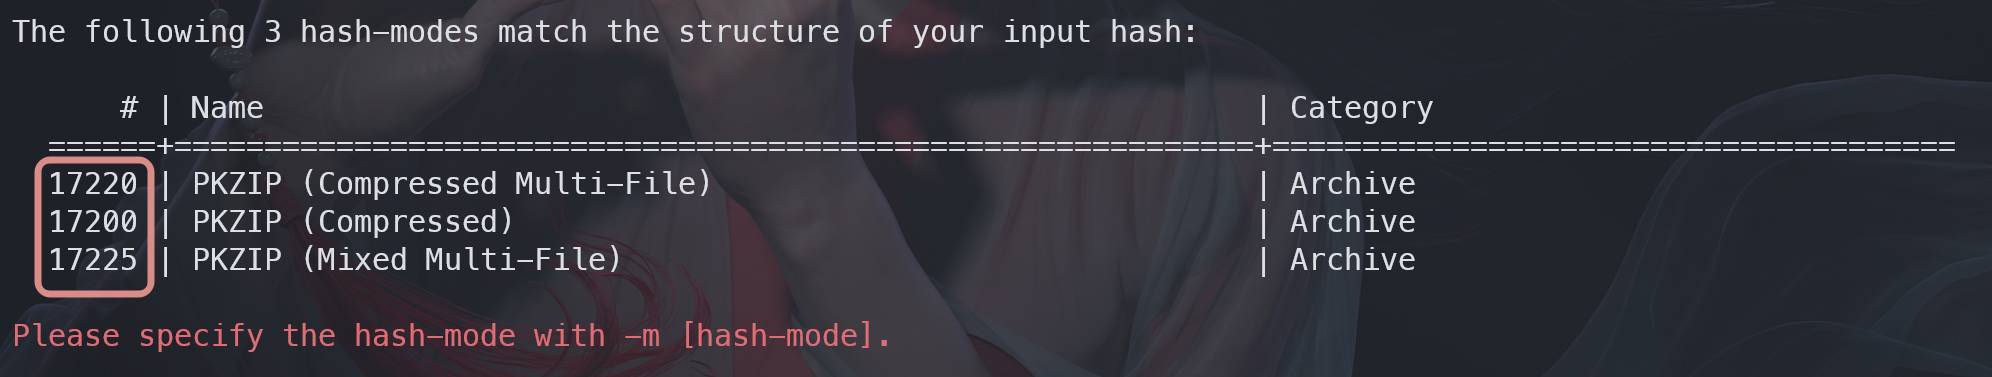 The following 3 hash-modes match the structure of your input hash:
# | Name | Category
======+============================================================+======================================
17220 | PKZIP (Compressed Multi-File) | Archive
17200 | PKZIP (Compressed) | Archive
17225 | PKZIP (Mixed Multi-File) | Archive
Please specify the hash-mode with -m [hash-mode].